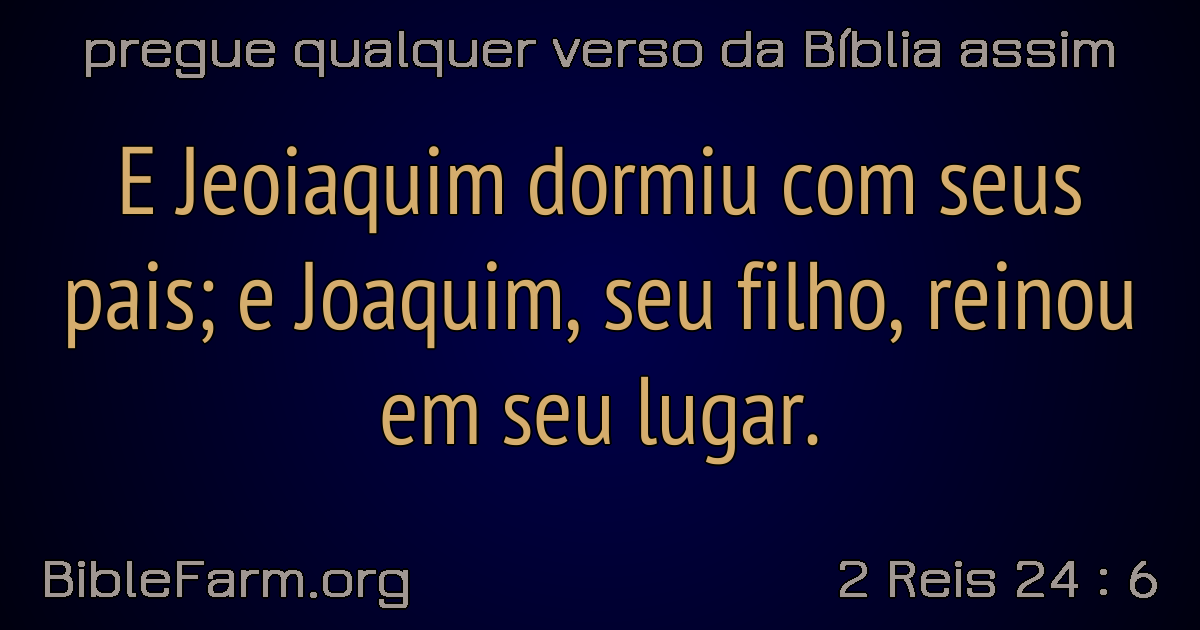 pregue qualquer verso da Bíblia assim
E Jeoiaquim dormiu com seus
pais; e Joaquim, seu filho, reinou
em seu lugar.
BibleFarm.org
2 Reis 24 : 6